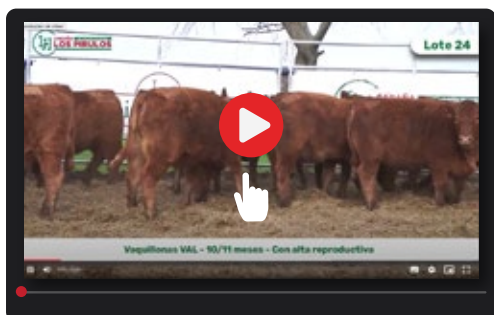 LOS PIRULOS
Lote 24
Vaquillonas VAL - 10/11 meses - Con alta reproductiva